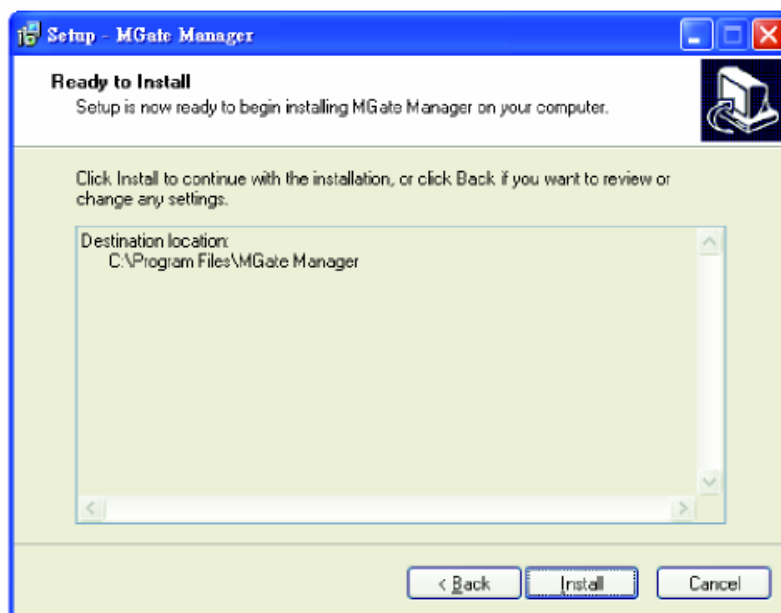 Setup - MGate Manager
Ready to Install
Setup is now ready to begin installing MGate Manager on your computer.
Click Install to continue with the installation, or click Back if you want to review or
change any settings.
Destination location:
C:\Program Files\MGate Manager
< Back
Install
Cancel